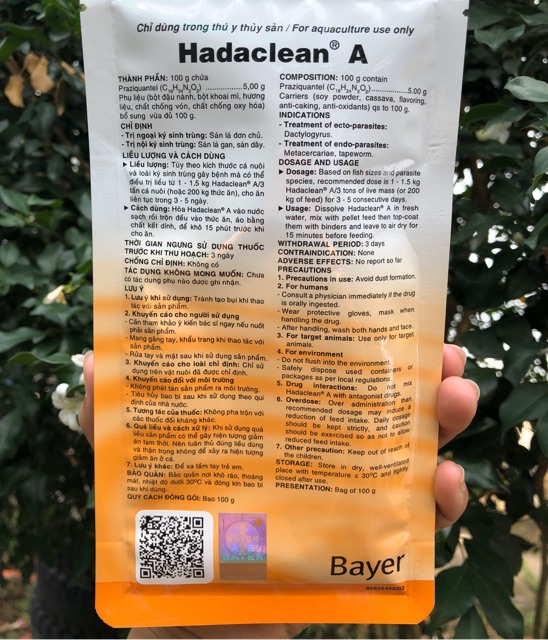 Chỉ dùng trong thú y thủy sản / For aquaculture use only
Hadaclean® A
THÀNH PHẦN: 100 g chứa
Praziquantel (C₁₉H₂₄N₂O₂) ..................5,00 g
Phụ liệu (bột đậu nành, bột khoai mì, hương
liệu, chất chống vón, chất chống oxy hóa)
bổ sung vừa đủ 100 g.
CHỈ ĐỊNH
- Trị ngoại ký sinh trùng: Sán lá đơn chủ.
- Trị nội ký sinh trùng: Sán lá gan, sán dây.
LIỀU LƯỢNG VÀ CÁCH DÙNG
▶ Liều lượng: Tùy theo kích thước cá nuôi
và loài ký sinh trùng gây bệnh mà có thể
điều trị liều từ 1 - 1,5 kg Hadaclean® A/3
tấn cá nuôi (hoặc 200 kg thức ăn), cho ăn
liên tục trong 3 - 5 ngày.
▶ Cách dùng: Hòa Hadaclean® A vào nước
sạch rồi trộn đều vào thức ăn, áo bằng
chất kết dính, để khô 15 phút trước khi
cho ăn.
THỜI GIAN NGƯNG SỬ DỤNG THUỐC
TRƯỚC KHI THU HOẠCH: 3 ngày
CHỐNG CHỈ ĐỊNH: Không có
TÁC DỤNG KHÔNG MONG MUỐN: Chưa
có tác dụng phụ nào được ghi nhận.
LƯU Ý
1. Lưu ý khi sử dụng: Tránh tạo bụi khi thao
tác với sản phẩm.
2. Khuyến cáo cho người sử dụng
- Cần tham khảo ý kiến bác sĩ ngay nếu nuốt
phải sản phẩm.
- Mang găng tay, khẩu trang khi thao tác với
sản phẩm.
- Rửa tay và mặt sau khi sử dụng sản phẩm.
3. Khuyến cáo cho loài chỉ định: Chỉ sử
dụng trên vật nuôi đã được chỉ định.
4. Khuyến cáo đối với môi trường
- Không phát tán sản phẩm ra môi trường.
- Tiêu hủy bao bì sau khi sử dụng theo qui
định của nhà nước.
5. Tương tác của thuốc: Không pha trộn với
các thuốc đối kháng khác.
6. Quá liều và cách xử lý: Khi sử dụng quá
liều sản phẩm có thể gây hiện tượng giảm
ăn tạm thời. Nên tuân thủ đúng liều dùng
và thận trọng không để xảy ra hiện tượng
giảm ăn ở cá.
7. Lưu ý khác: Để xa tầm tay trẻ em.
BẢO QUẢN: Bảo quản nơi khô ráo, thoáng
mát, nhiệt độ dưới 30ºC và đóng kín bao bì
sau khi dùng.
QUY CÁCH ĐÓNG GÓI: Bao 100 g
COMPOSITION: 100 g contain
Praziquantel (C₁₉H₂₄N₂O₂)......................5.00 g
Carriers (soy powder, cassava, flavoring,
anti-caking, anti-oxidants) qs to 100 g.
INDICATIONS
- Treatment of ecto-parasites:
Dactylogyrus.
- Treatment of endo-parasites:
Metacercariae, tapeworm.
DOSAGE AND USAGE
▶ Dosage: Based on fish sizes and parasite
species, recommended dose is 1 - 1.5 kg
Hadaclean® A/3 tons of live mass (or 200
kg of feed) for 3 - 5 consecutive days.
▶ Usage: Dissolve Hadaclean® A in fresh
water, mix with pellet feed then top-coat
them with binders and leave to air dry for
15 minutes before feeding.
WITHDRAWAL PERIOD: 3 days
CONTRAINDICATION: None
ADVERSE EFFECTS: No report so far
PRECAUTIONS
1. Precautions in use: Avoid dust formation.
2. For humans
- Consult a physician immediately if the drug
is orally ingested.
- Wear protective gloves, mask when
handling the drug.
- After handling, wash both hands and face.
3. For target animals: Use only for target
animals.
4. For environment
- Do not flush into the environment.
- Safely dispose used containers or
packages as per local regulations.
5. Drug interactions: Do not mix
Hadaclean® A with antagonist drugs.
6. Overdose: Over administration than
recommended dosage may induce a
reduction of feed intake. Daily dosage
should be kept strictly, and caution
should be exercised so as not to allow
reduced feed intake.
7. Other precaution: Keep out of reach of
the children.
STORAGE: Store in dry, well-ventilated
place with temperature ≤ 30ºC and tightly
closed after use.
PRESENTATION: Bag of 100 g
BAYER
Bayer